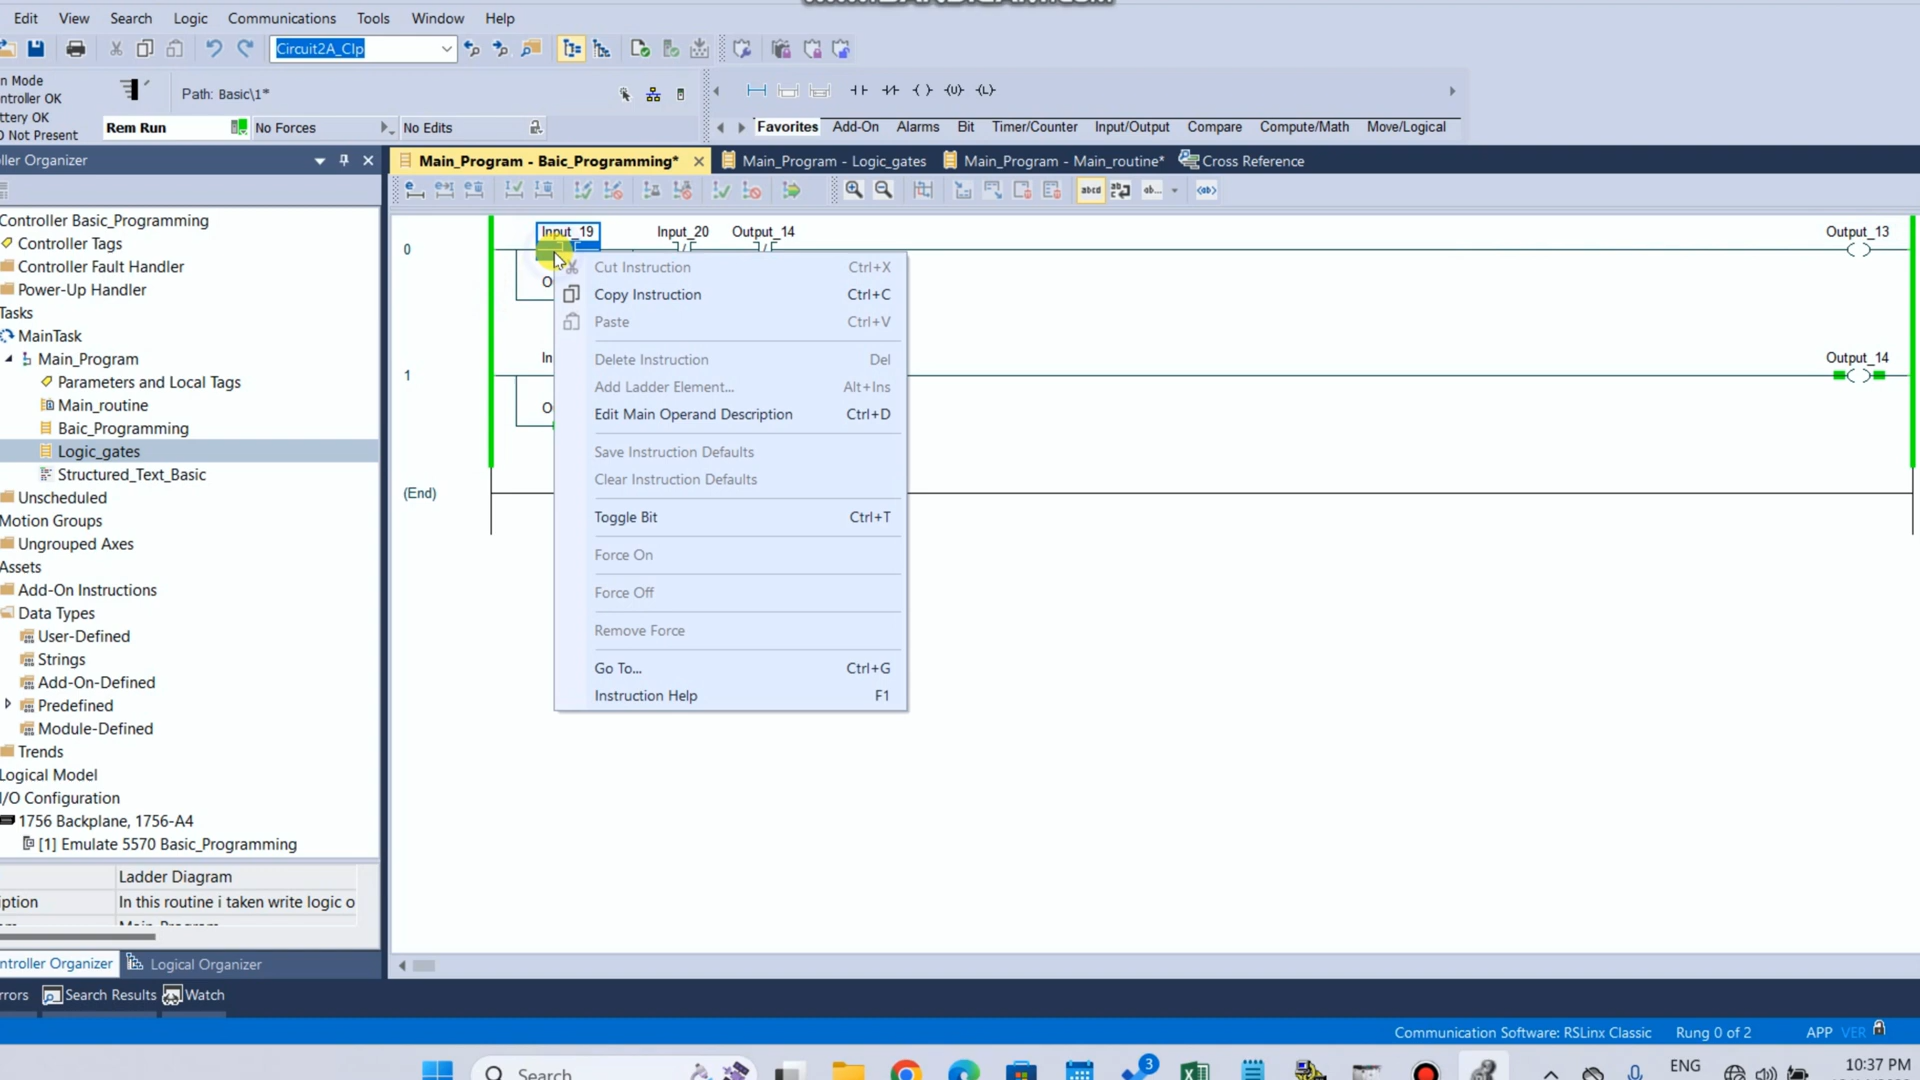 Edit View Search Logic Communications Tools Window Help
Circuit2A_Clp
n Mode
ontroller OK
ttery OK
O Not Present
Path: Basic\1*
Rem Run No Forces No Edits
Favorites Add-On Alarms Bit Timer/Counter Input/Output Compare Compute/Math Move/Logical
ller Organizer
Main_Program - Baic_Programming*
Main_Program - Logic_gates
Main_Program - Main_routine*
Cross Reference
abcd
ab...
Controller Basic_Programming
Controller Tags
Controller Fault Handler
Power-Up Handler
Tasks
MainTask
Main_Program
Parameters and Local Tags
Main_routine
Baic_Programming
Logic_gates
Structured_Text_Basic
Unscheduled
Motion Groups
Ungrouped Axes
Assets
Add-On Instructions
Data Types
User-Defined
Strings
Add-On-Defined
Predefined
Module-Defined
Trends
Logical Model
I/O Configuration
1756 Backplane, 1756-A4
[1] Emulate 5570 Basic_Programming
Ladder Diagram
iption In this routine i taken write logic o
ntroller Organizer Logical Organizer
rrors Search Results Watch
Input_19 Input_20 Output_14 Output_13
0
O
In Output_14
1
O
(End)
Cut Instruction Ctrl+X
Copy Instruction Ctrl+C
Paste Ctrl+V
Delete Instruction Del
Add Ladder Element... Alt+Ins
Edit Main Operand Description Ctrl+D
Save Instruction Defaults
Clear Instruction Defaults
Toggle Bit Ctrl+T
Force On
Force Off
Remove Force
Go To... Ctrl+G
Instruction Help F1
Communication Software: RSLinx Classic Rung 0 of 2 APP VER
Search
3
ENG
10:37 PM